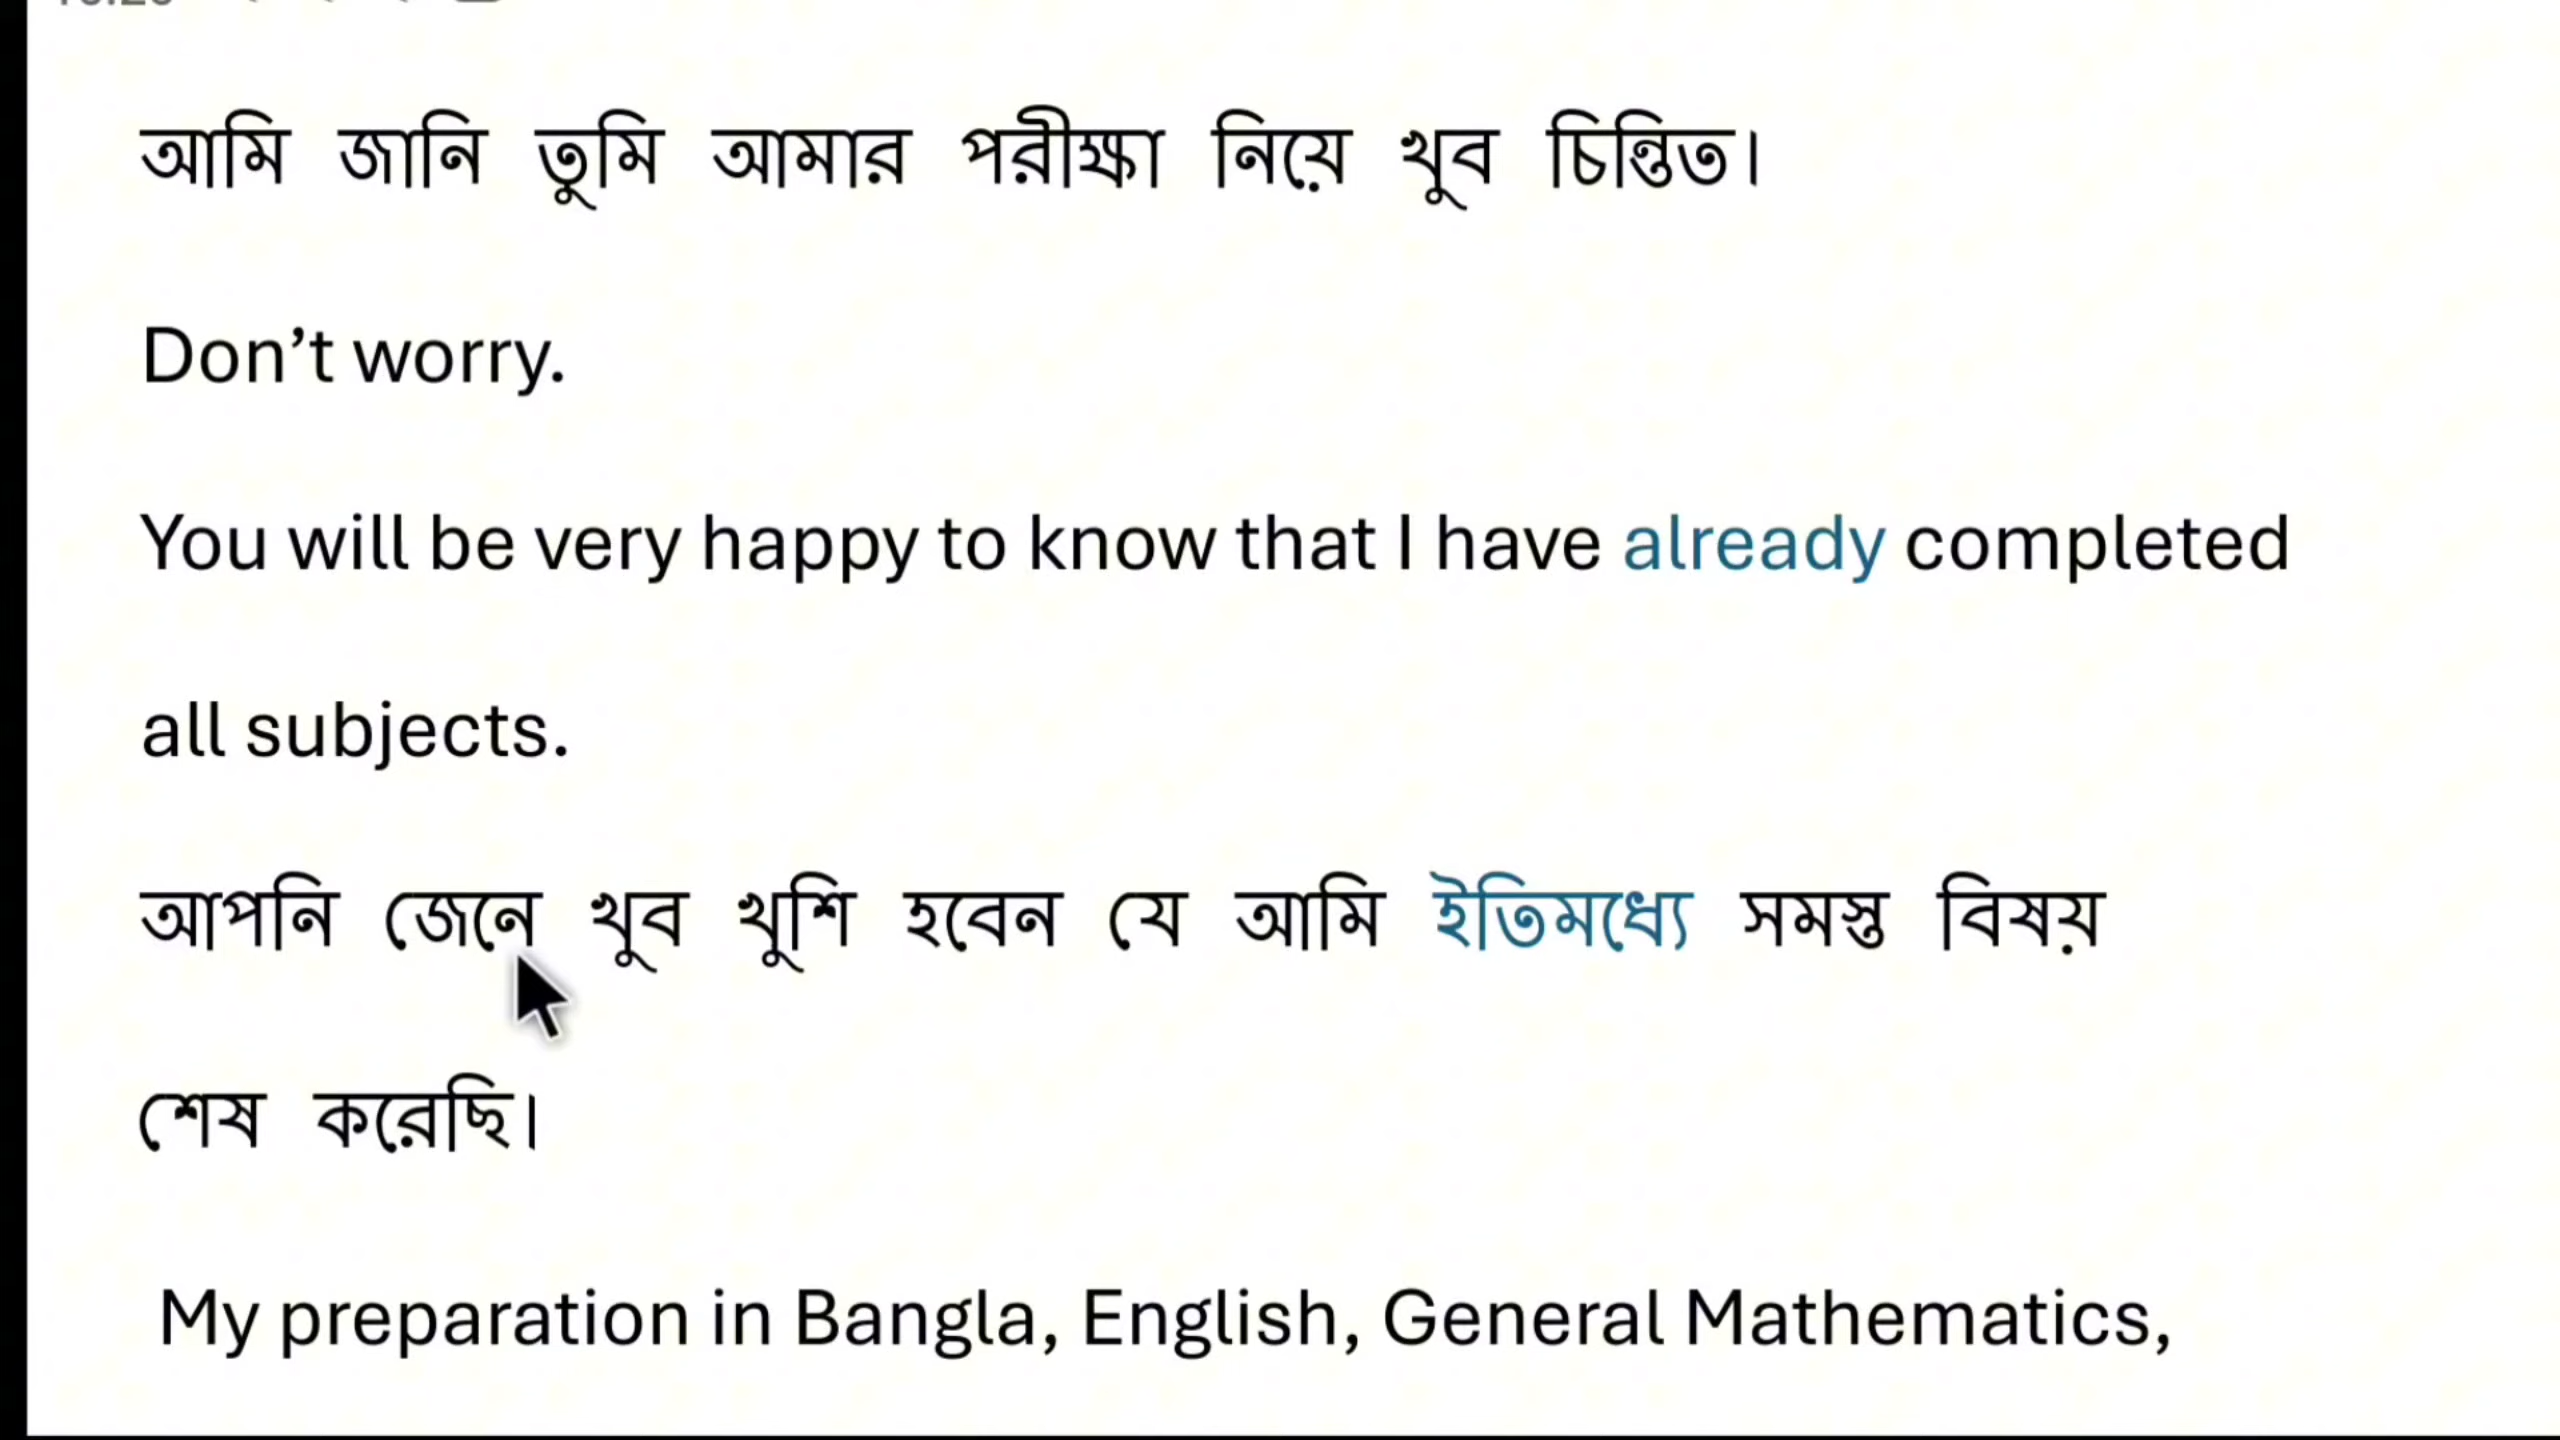 আমি জানি তুমি আমার পরীক্ষা নিয়ে খুব চিন্তিত।
Don’t worry.
You will be very happy to know that I have already completed
all subjects.
আপনি জেনে খুব খুশি হবেন যে আমি ইতিমধ্যে সমস্ত বিষয়
শেষ করেছি।
My preparation in Bangla, English, General Mathematics,